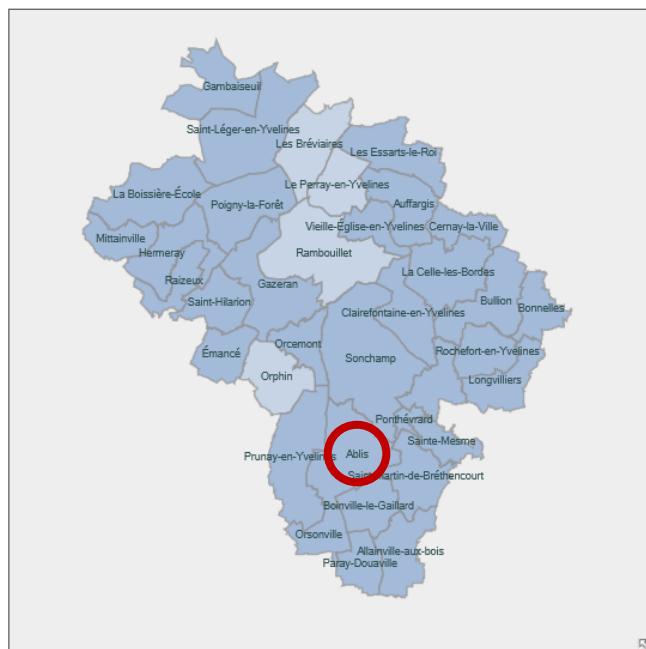 Gambaiseuil
Saint-Léger-en-Yvelines
Les Bréviaires
Les Essarts-le-Roi
Le Perray-en-Yvelines
La Boissière-École
Poigny-la-Forêt
Auffargis
Vieille-Église-en-Yvelines
Cernay-la-Ville
Mittainville
Hermeray
Rambouillet
La Celle-les-Bordes
Raizeux
Gazeran
Saint-Hilarion
Bullion
Bonnelles
Clairefontaine-en-Yvelines
Émancé
Orcemont
Sonchamp
Rochefort-en-Yvelines
Orphin
Longvilliers
Ponthévrard
Sainte-Mesme
Prunay-en-Yvelines
Ablis
Saint-Martin-de-Bréthencourt
Boinville-le-Gaillard
Orsonville
Allainville-aux-bois
Paray-Douaville